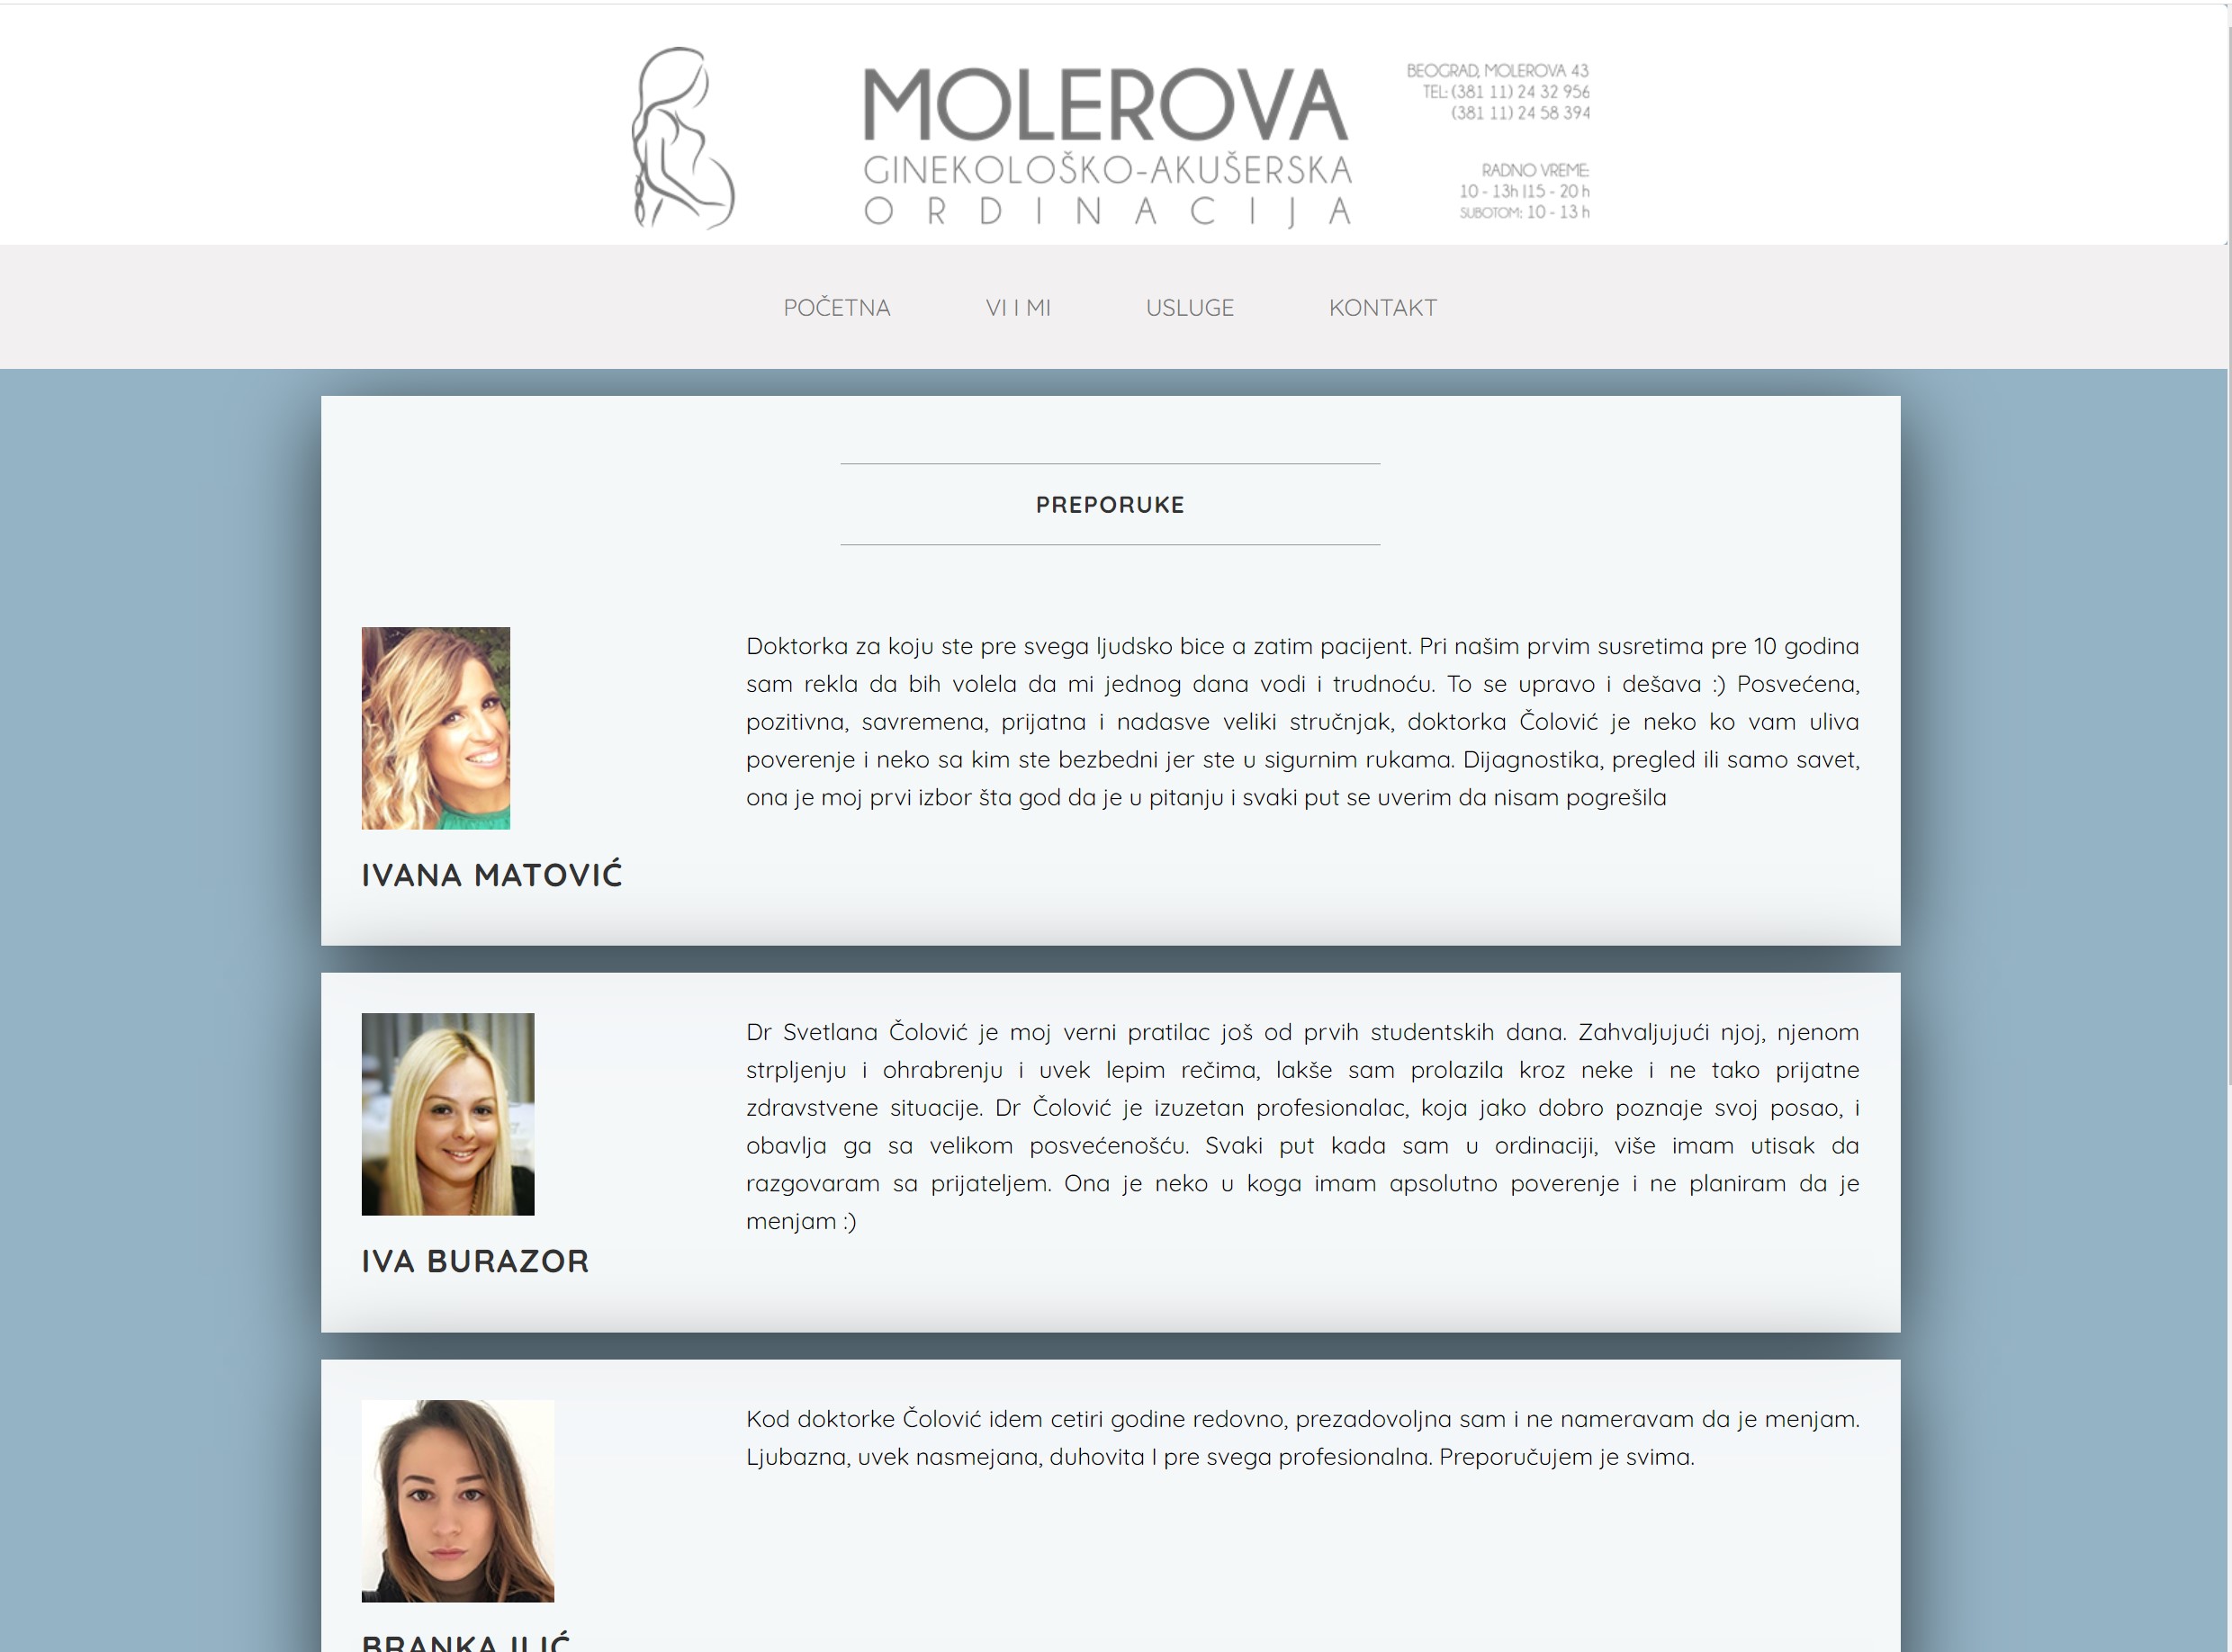 MOLEROVA
GINEKOLOŠKO-AKUŠERSKA
ORDINACIJA
BEOGRAD, MOLEROVA 43
TEL: (381 11) 24 32 956
(381 11) 24 58 394
RADNO VREME:
10 - 13h |15 - 20 h
SUBOTOM: 10 - 13 h
POČETNA VI I MI USLUGE KONTAKT
PREPORUKE
Doktorka za koju ste pre svega ljudsko bice a zatim pacijent. Pri našim prvim susretima pre 10 godina
sam rekla da bih volela da mi jednog dana vodi i trudnoću. To se upravo i dešava :) Posvećena,
pozitivna, savremena, prijatna i nadasve veliki stručnjak, doktorka Čolović je neko ko vam uliva
poverenje i neko sa kim ste bezbedni jer ste u sigurnim rukama. Dijagnostika, pregled ili samo savet,
ona je moj prvi izbor šta god da je u pitanju i svaki put se uverim da nisam pogrešila
IVANA MATOVIĆ
Dr Svetlana Čolović je moj verni pratilac još od prvih studentskih dana. Zahvaljujući njoj, njenom
strpljenju i ohrabrenju i uvek lepim rečima, lakše sam prolazila kroz neke i ne tako prijatne
zdravstvene situacije. Dr Čolović je izuzetan profesionalac, koja jako dobro poznaje svoj posao, i
obavlja ga sa velikom posvećenošću. Svaki put kada sam u ordinaciji, više imam utisak da
razgovaram sa prijateljem. Ona je neko u koga imam apsolutno poverenje i ne planiram da je
menjam :)
IVA BURAZOR
Kod doktorke Čolović idem cetiri godine redovno, prezadovoljna sam i ne nameravam da je menjam.
Ljubazna, uvek nasmejana, duhovita I pre svega profesionalna. Preporučujem je svima.
BRANKA ILIĆ